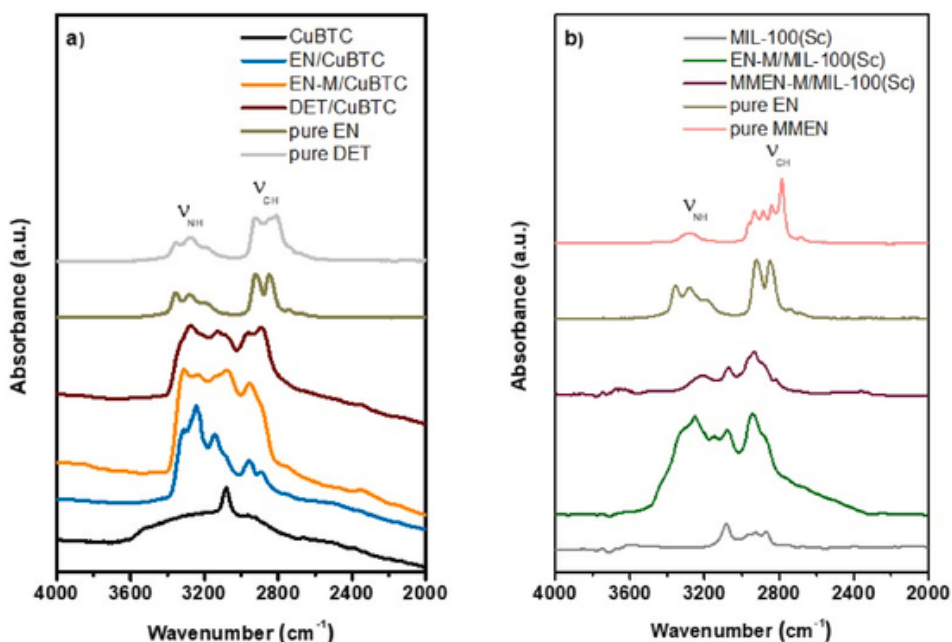 a)
CuBTC
EN/CuBTC
EN-M/CuBTC
DET/CuBTC
pure EN
pure DET
νNH
νCH
Absorbance (a.u.)
4000 3600 3200 2800 2400 2000
Wavenumber (cm⁻¹)
b)
MIL-100(Sc)
EN-M/MIL-100(Sc)
MMEN-M/MIL-100(Sc)
pure EN
pure MMEN
νCH
νNH
Absorbance (a.u.)
4000 3600 3200 2800 2400 2000
Wavenumber (cm⁻¹)